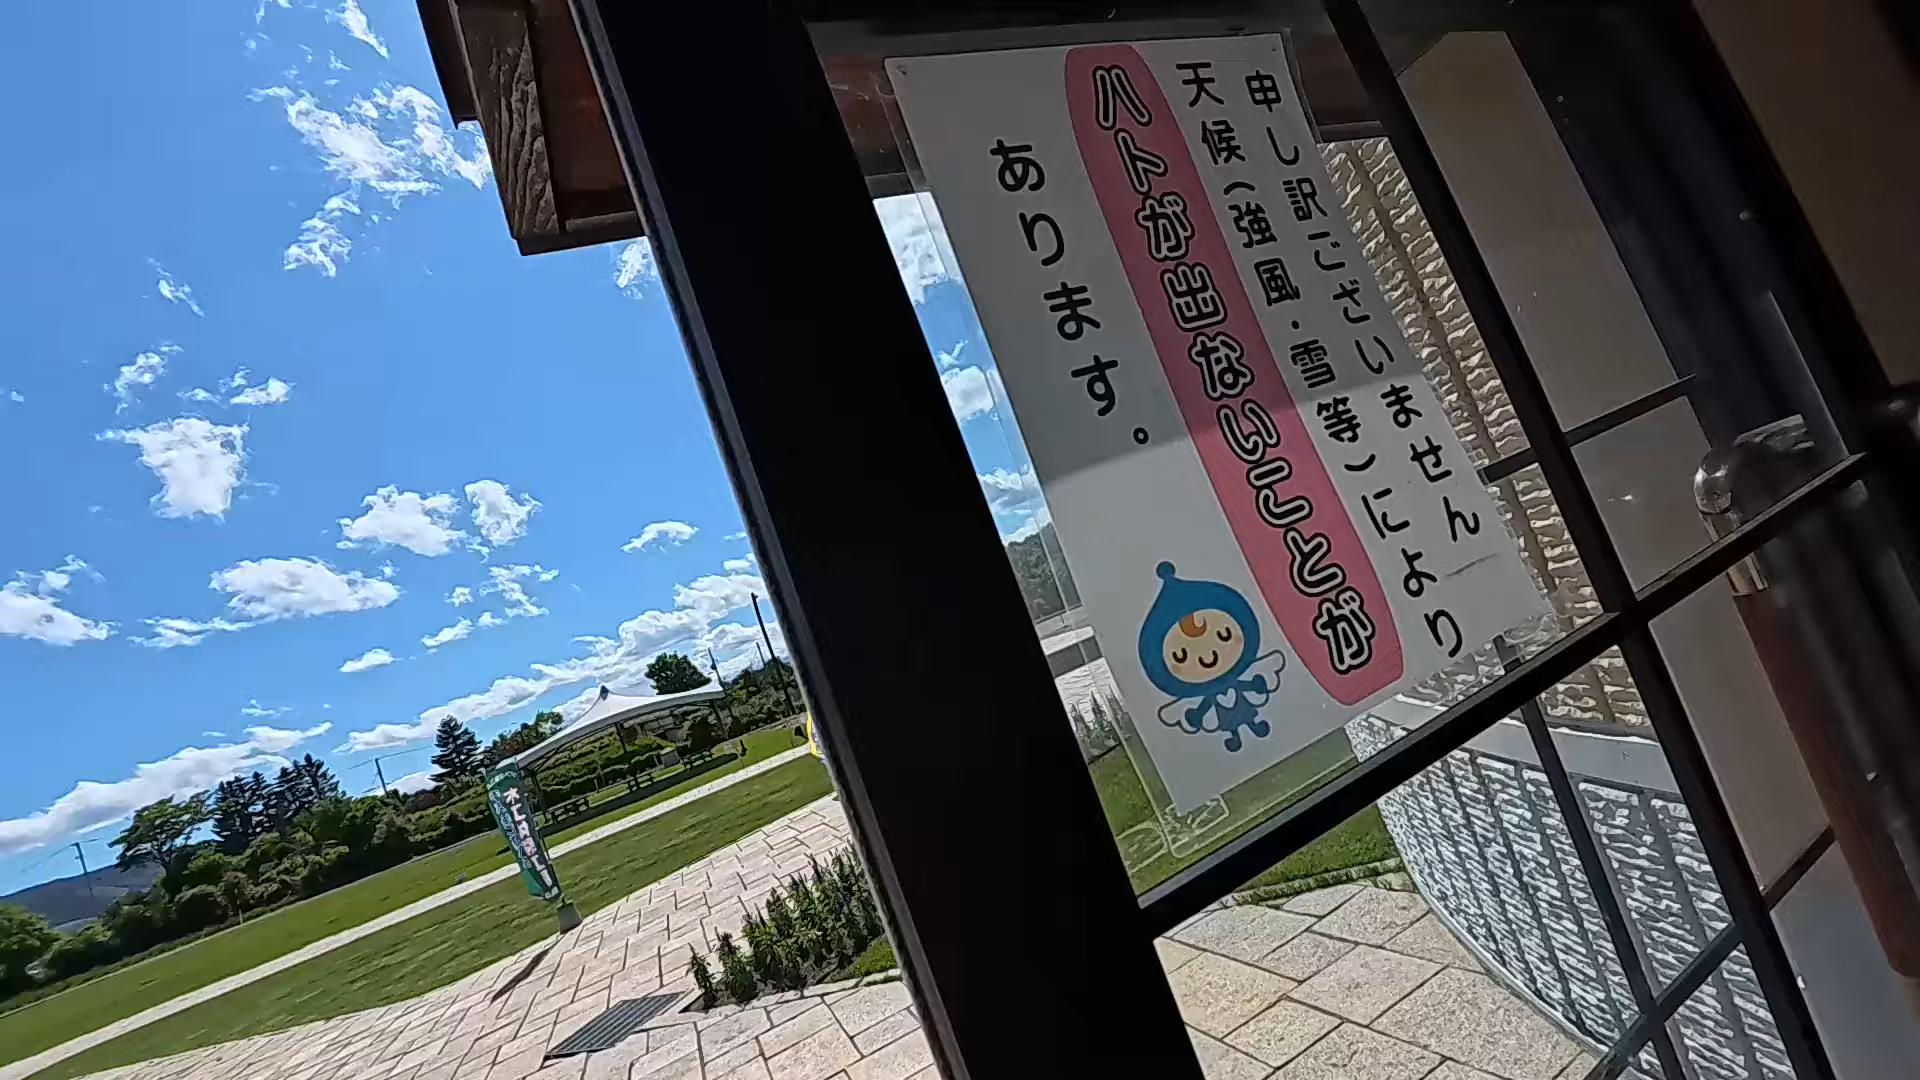 申し訳ございません
天候(強風・雪等)により
ハトが出ないことが
あります。